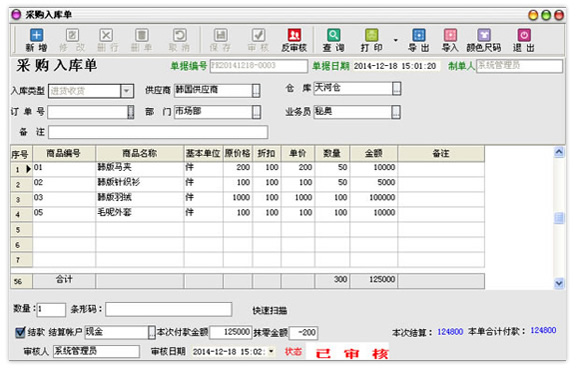 采购入库单
新增 修改 删行 删单 取消 保存 审核 反审核 查询 打印 导出 导入 颜色尺码 退出
采购入库单 单据编号 PK20141218-0003 单据日期 2014-12-18 15:01:20 制单人 系统管理员
入库类型 进货收货 供应商 韩国供应商 仓库 天河仓
订单号 部门 市场部 业务员 秘奥
备注
序号 商品编号 商品名称 基本单位 原价格 折扣 单价 数量 金额 备注
1 01 韩版马夹 件 200 100 200 50 10000
2 02 韩版针织衫 件 100 100 100 50 5000
3 03 韩版羽绒 件 1000 100 1000 100 100000
4 05 毛呢外套 件 100 100 100 100 10000
5
6
7
56 合计 300 125000
数量: 1 条形码: 快速扫描
结款 结算帐户 现金 本次付款金额 125000 抹零金额 -200 本次结算: 124800 本单合计付款: 124800
审核人 系统管理员 审核日期 2014-12-18 15:02: 状态 已审核